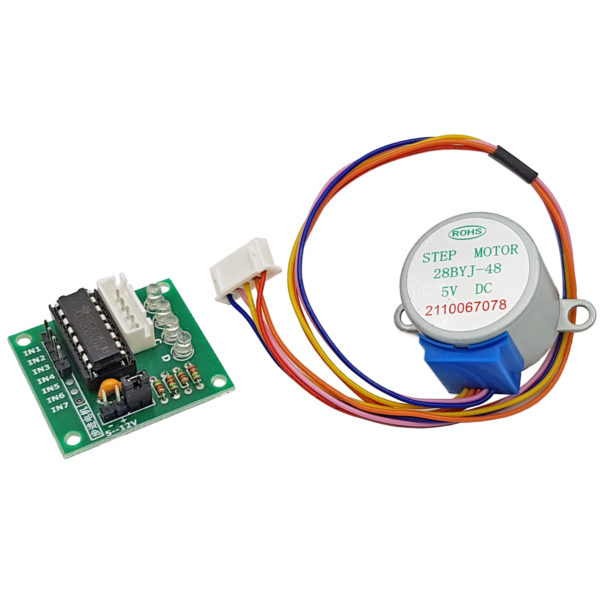 ROHS
STEP MOTOR
28BYJ-48
5V DC
2110067078
IN1
IN2
IN3
IN4
IN5
IN6
IN7
- +
5--12V